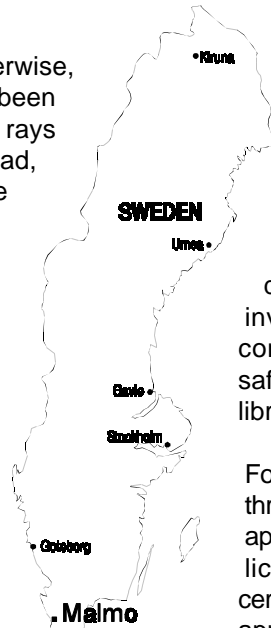 erwise,
been
rays
ad,
e
Kiruna
SWEDEN
Umea
c
inv
cor
saf
libr
Gavle
Stockholm
Fo
thr
ap
lic
cer
Goteborg
Malmo